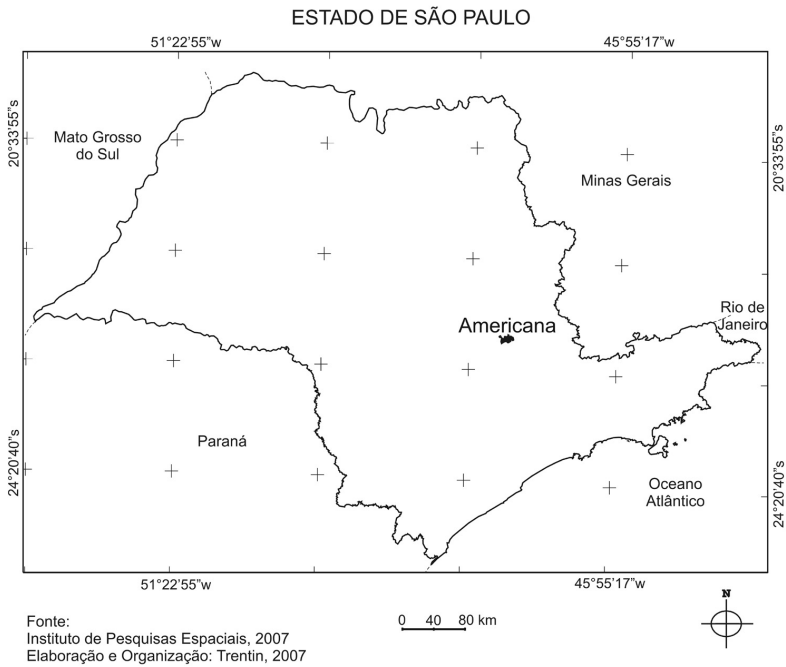 ESTADO DE SÃO PAULO
51°22'55"w
45°55'17"w
20°33'55"s
20°33'55"s
Mato Grosso
do Sul
Minas Gerais
Rio de
Janeiro
Americana
Paraná
24°20'40"s
24°20'40"s
Oceano
Atlântico
51°22'55"w
45°55'17"w
N
0 40 80 km
Fonte:
Instituto de Pesquisas Espaciais, 2007
Elaboração e Organização: Trentin, 2007